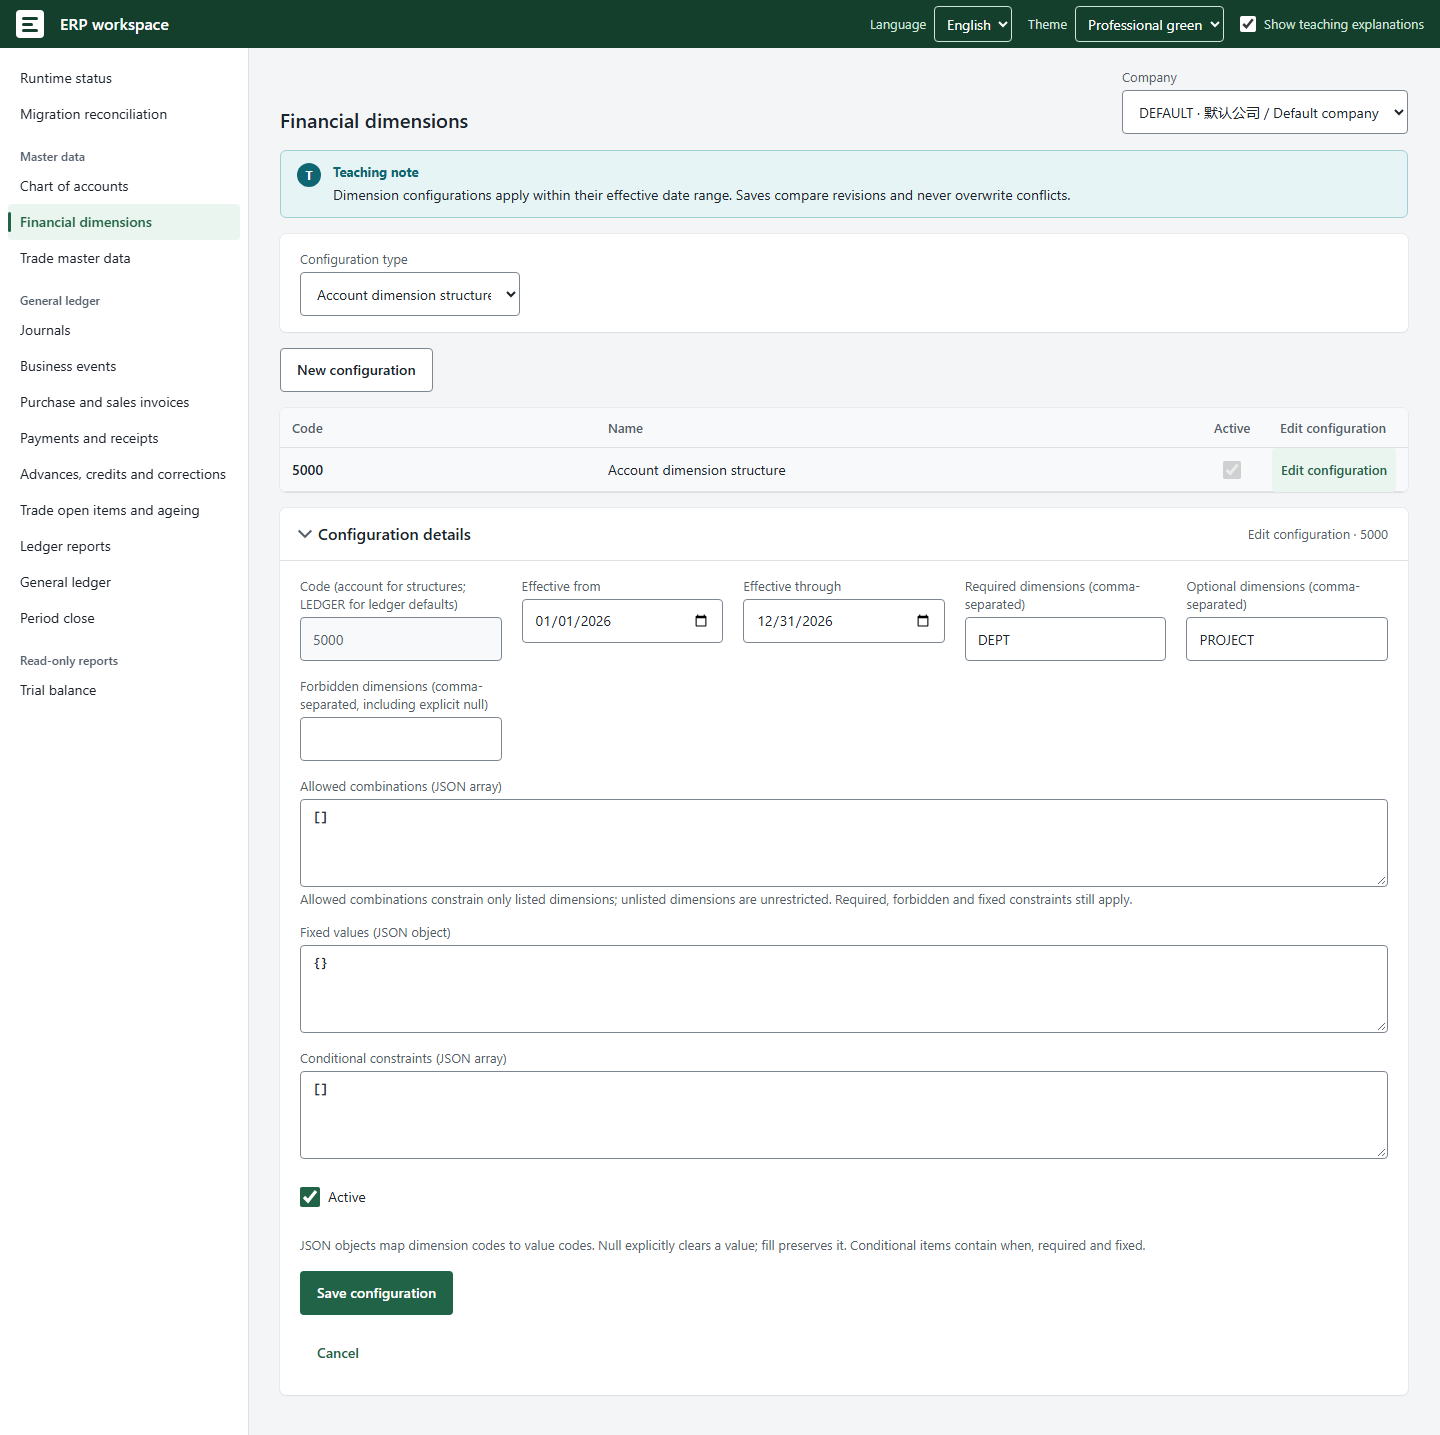 ERP workspace
Language
English
Theme
Professional green
Show teaching explanations
Runtime status
Migration reconciliation
Master data
Chart of accounts
Financial dimensions
Trade master data
General ledger
Journals
Business events
Purchase and sales invoices
Payments and receipts
Advances, credits and corrections
Trade open items and ageing
Ledger reports
General ledger
Period close
Read-only reports
Trial balance
Financial dimensions
Company
DEFAULT · 默认公司 / Default company
T
Teaching note
Dimension configurations apply within their effective date range. Saves compare revisions and never overwrite conflicts.
Configuration type
Account dimension structure
New configuration
Code
Name
Active
Edit configuration
5000
Account dimension structure
Edit configuration
Configuration details
Edit configuration · 5000
Code (account for structures;
LEDGER for ledger defaults)
5000
Effective from
01/01/2026
Effective through
12/31/2026
Required dimensions (comma-
separated)
DEPT
Optional dimensions (comma-
separated)
PROJECT
Forbidden dimensions (comma-
separated, including explicit null)
Allowed combinations (JSON array)
[]
Allowed combinations constrain only listed dimensions; unlisted dimensions are unrestricted. Required, forbidden and fixed constraints still apply.
Fixed values (JSON object)
{}
Conditional constraints (JSON array)
[]
Active
JSON objects map dimension codes to value codes. Null explicitly clears a value; fill preserves it. Conditional items contain when, required and fixed.
Save configuration
Cancel